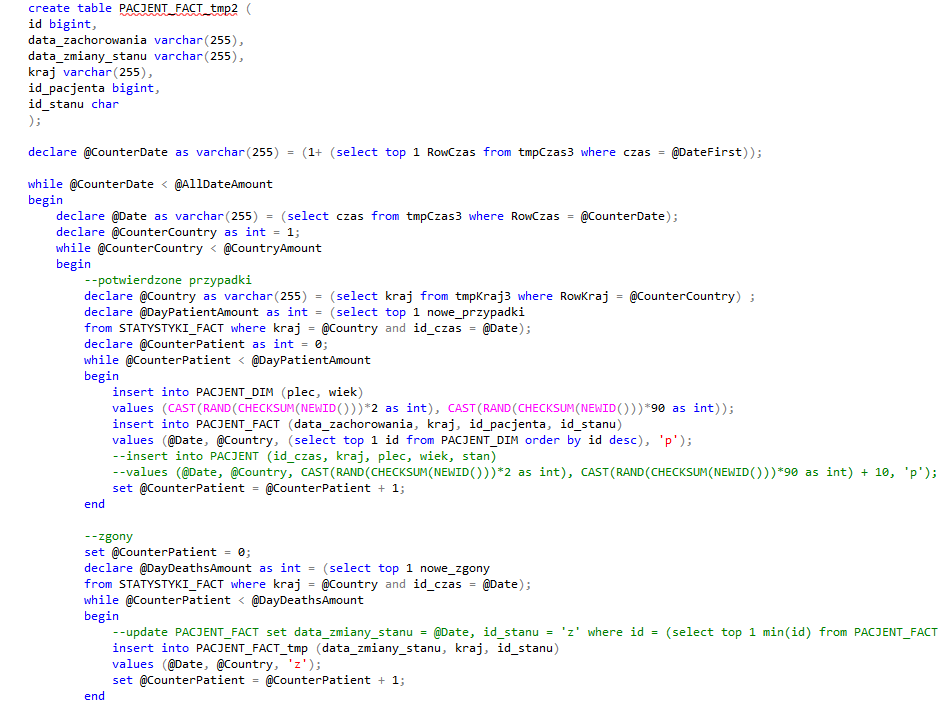 create table PACJENT_FACT_tmp2 (
id bigint,
data_zachorowania varchar(255),
data_zmiany_stanu varchar(255),
kraj varchar(255),
id_pacjenta bigint,
id_stanu char
);
declare @CounterDate as varchar(255) = (1+ (select top 1 RowCzas from tmpCzas3 where czas = @DateFirst));
while @CounterDate < @AllDateAmount
begin
declare @Date as varchar(255) = (select czas from tmpCzas3 where RowCzas = @CounterDate);
declare @CounterCountry as int = 1;
while @CounterCountry < @CountryAmount
begin
--potwierdzone przypadki
declare @Country as varchar(255) = (select kraj from tmpKraj3 where RowKraj = @CounterCountry) ;
declare @DayPatientAmount as int = (select top 1 nowe_przypadki
from STATYSTYKI_FACT where kraj = @Country and id_czas = @Date);
declare @CounterPatient as int = 0;
while @CounterPatient < @DayPatientAmount
begin
insert into PACJENT_DIM (plec, wiek)
values (CAST(RAND(CHECKSUM(NEWID()))*2 as int), CAST(RAND(CHECKSUM(NEWID()))*90 as int));
insert into PACJENT_FACT (data_zachorowania, kraj, id_pacjenta, id_stanu)
values (@Date, @Country, (select top 1 id from PACJENT_DIM order by id desc), 'p');
--insert into PACJENT (id_czas, kraj, plec, wiek, stan)
--values (@Date, @Country, CAST(RAND(CHECKSUM(NEWID()))*2 as int), CAST(RAND(CHECKSUM(NEWID()))*90 as int) + 10, 'p');
set @CounterPatient = @CounterPatient + 1;
end
--zgony
set @CounterPatient = 0;
declare @DayDeathsAmount as int = (select top 1 nowe_zgony
from STATYSTYKI_FACT where kraj = @Country and id_czas = @Date);
while @CounterPatient < @DayDeathsAmount
begin
--update PACJENT_FACT set data_zmiany_stanu = @Date, id_stanu = 'z' where id = (select top 1 min(id) from PACJENT_FACT
insert into PACJENT_FACT_tmp (data_zmiany_stanu, kraj, id_stanu)
values (@Date, @Country, 'z');
set @CounterPatient = @CounterPatient + 1;
end